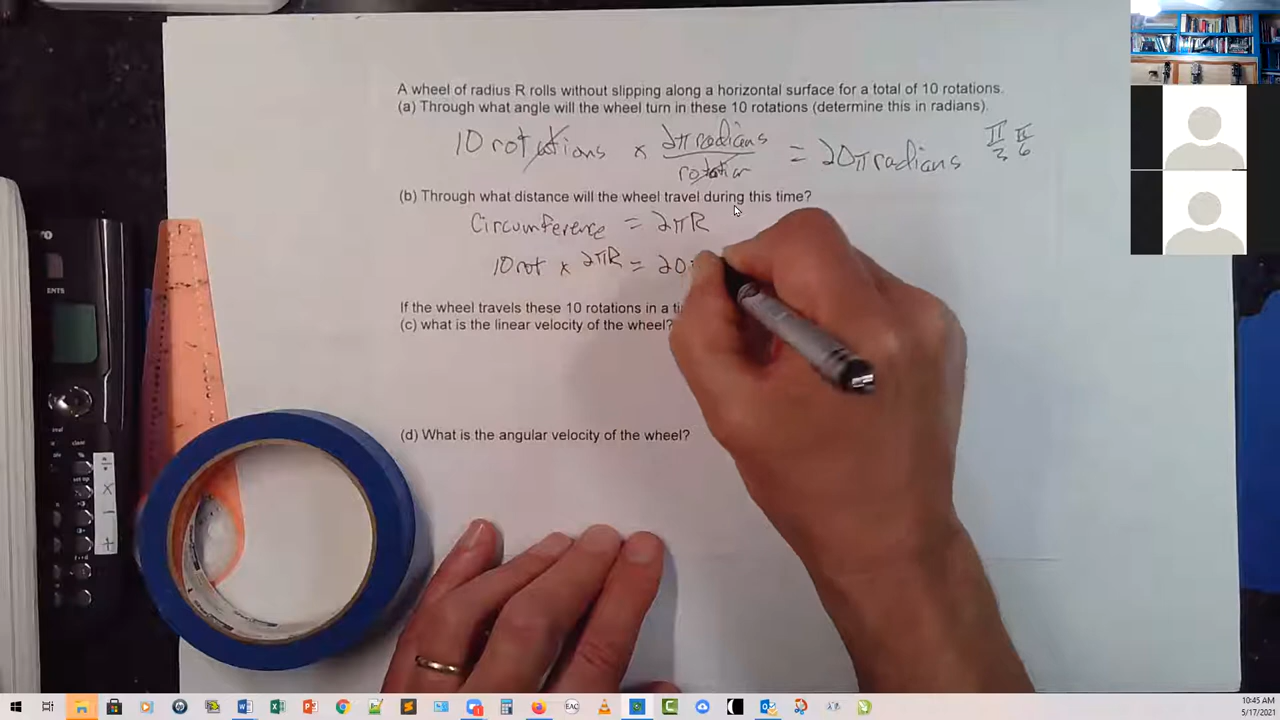 A wheel of radius R rolls without slipping along a horizontal surface for a total of 10 rotations.
(a) Through what angle will the wheel turn in these 10 rotations (determine this in radians).
10 rotations × 2π radians / rotation = 20π radians π/3 π/6
(b) Through what distance will the wheel travel during this time?
Circumference = 2πR
10 rot × 2πR = 20
If the wheel travels these 10 rotations in a
(c) what is the linear velocity of the wheel?
(d) What is the angular velocity of the wheel?
ENTS
×
−
+
EAC
10:45 AM
5/17/2021